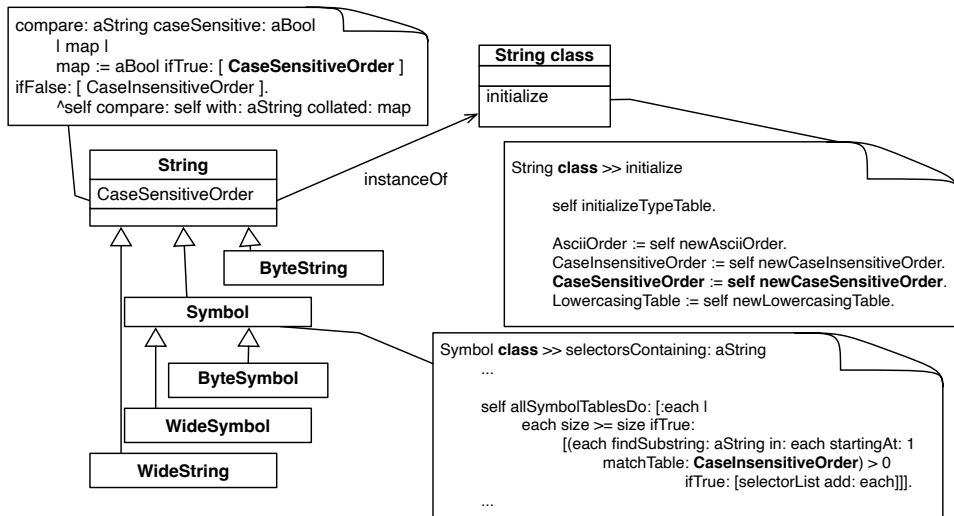 compare: aString caseSensitive: aBool
| map |
map := aBool ifTrue: [ CaseSensitiveOrder ]
ifFalse: [ CaseInsensitiveOrder ].
^self compare: self with: aString collated: map
String class
initialize
String
CaseSensitiveOrder
instanceOf
String class >> initialize
self initializeTypeTable.
AsciiOrder := self newAsciiOrder.
CaseInsensitiveOrder := self newCaseInsensitiveOrder.
CaseSensitiveOrder := self newCaseSensitiveOrder.
LowercasingTable := self newLowercasingTable.
ByteString
Symbol
ByteSymbol
WideSymbol
WideString
Symbol class >> selectorsContaining: aString
...
self allSymbolTablesDo: [:each |
each size >= size ifTrue:
[(each findSubstring: aString in: each startingAt: 1
matchTable: CaseInsensitiveOrder) > 0
ifTrue: [selectorList add: each]]].
...